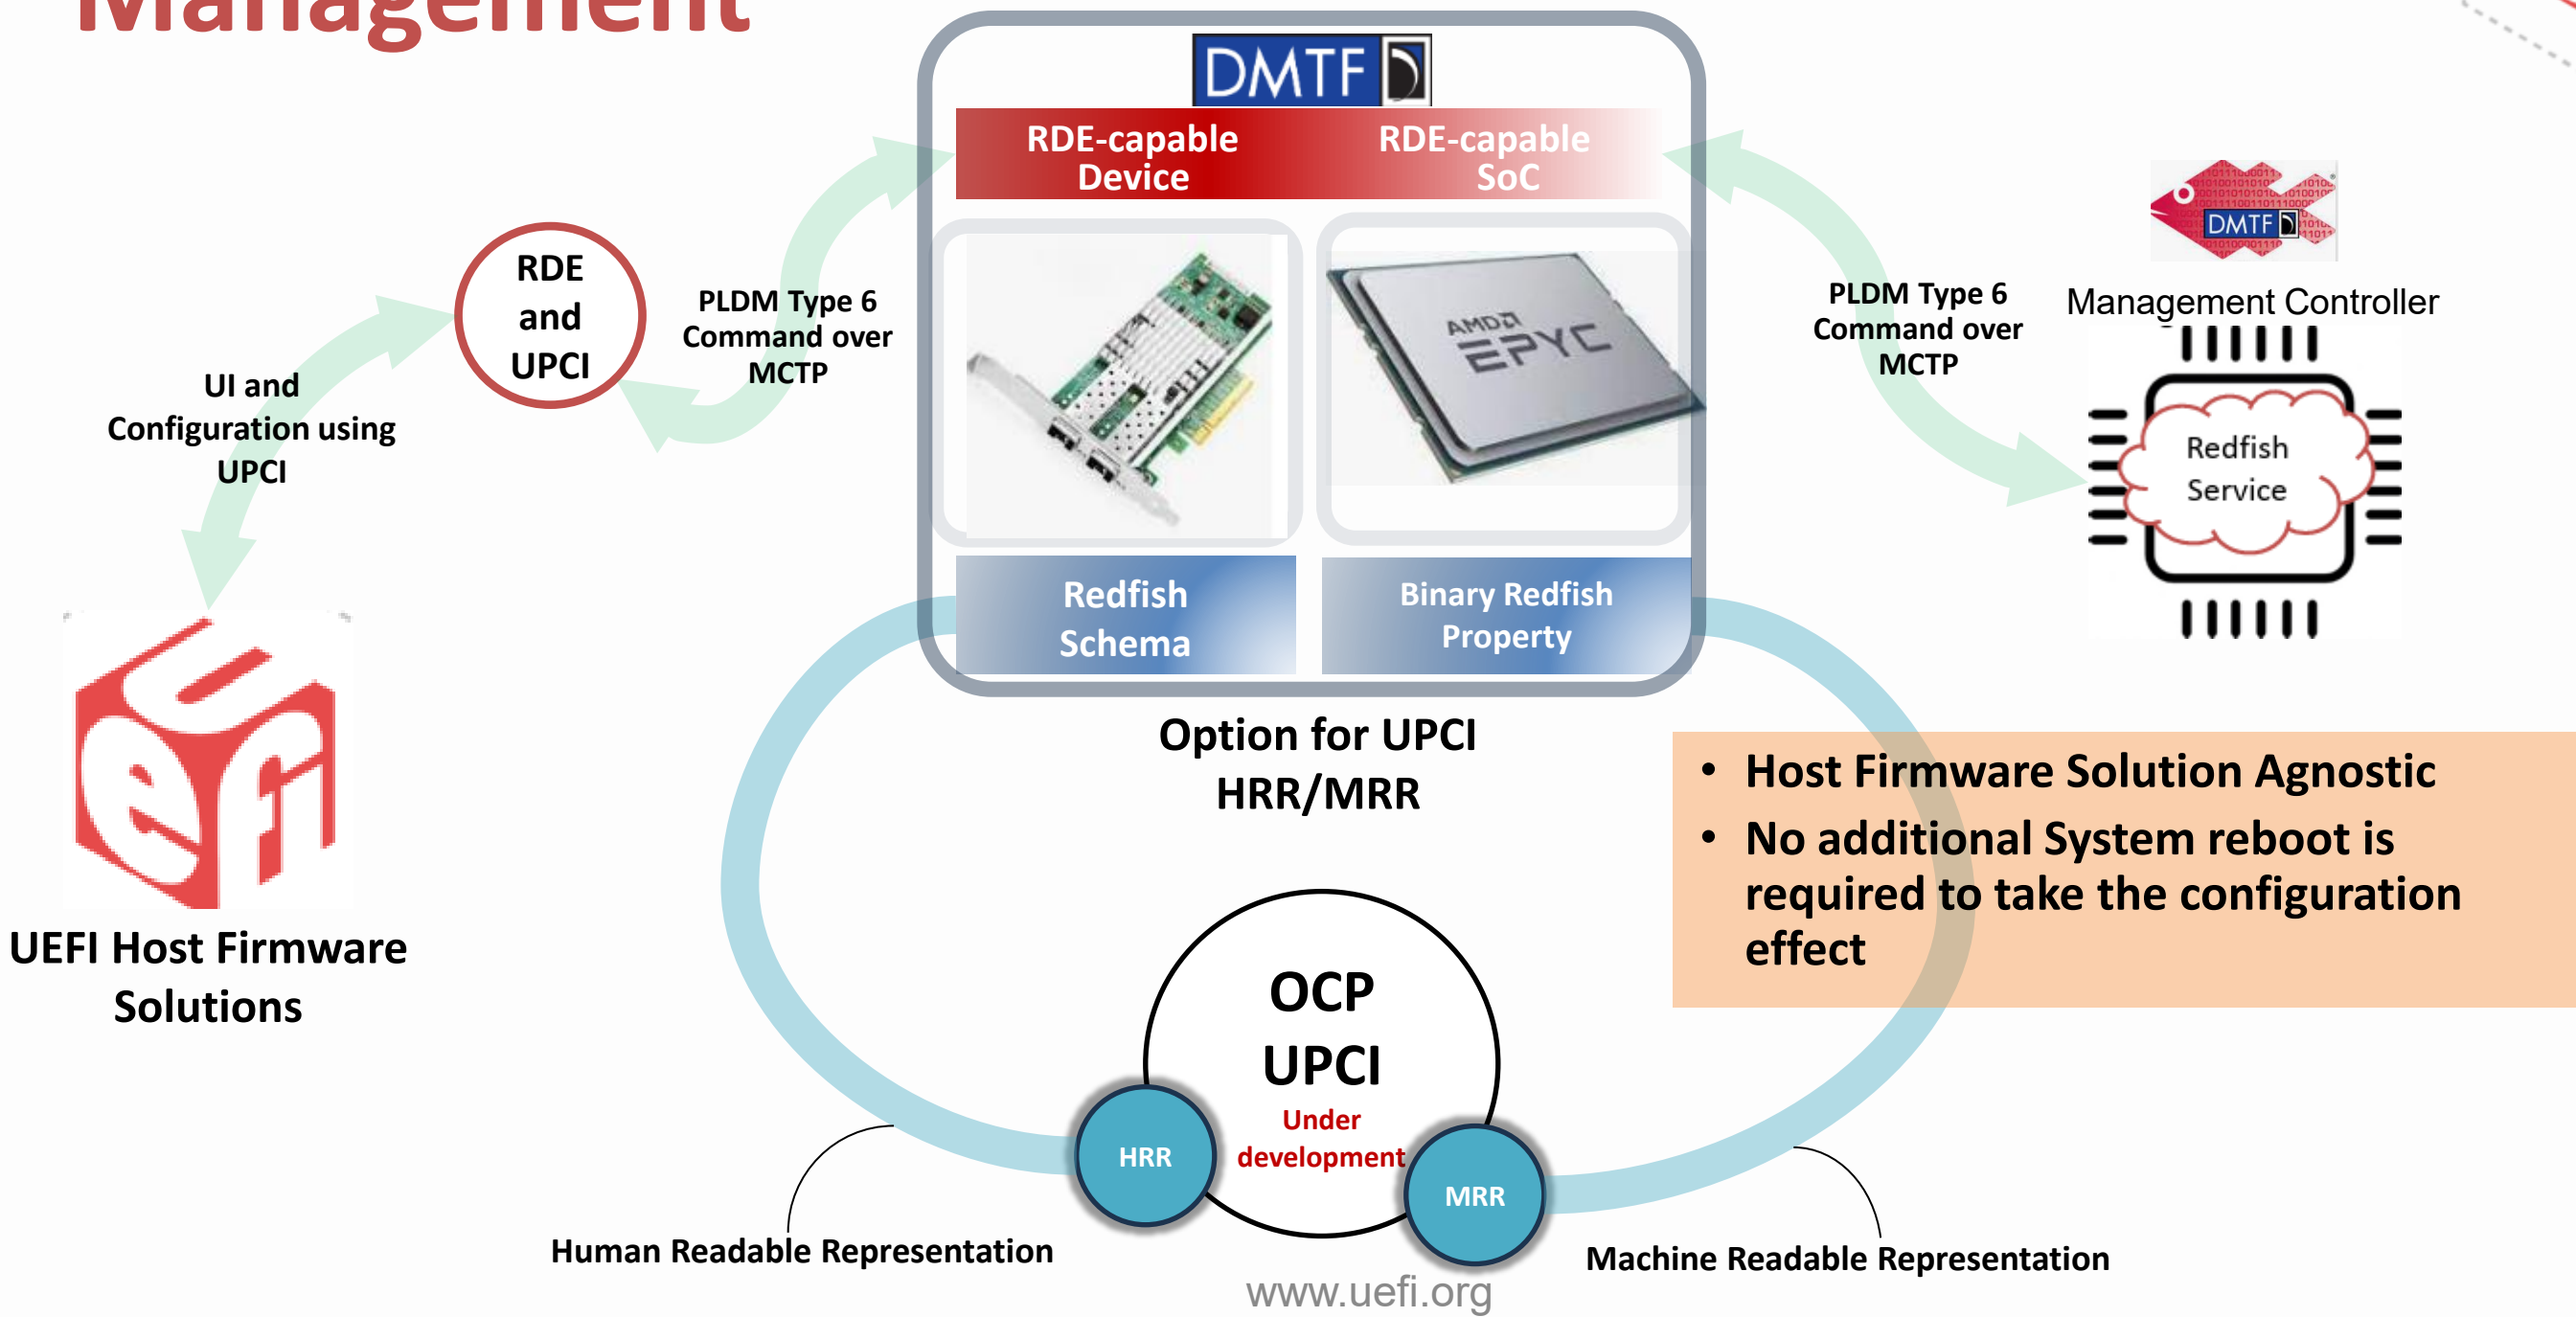 Management
DMTF
RDE-capable
Device
RDE-capable
SoC
RDE
and
UPCI
PLDM Type 6
Command over
MCTP
UI and
Configuration using
UPCI
AMD
EPYC
PLDM Type 6
Command over
MCTP
DMTF
Management Controller
Redfish
Service
Redfish
Schema
Binary Redfish
Property
uefi
UEFI Host Firmware
Solutions
Option for UPCI
HRR/MRR
• Host Firmware Solution Agnostic
• No additional System reboot is
required to take the configuration
effect
OCP
UPCI
Under
development
HRR
MRR
Human Readable Representation
Machine Readable Representation
www.uefi.org